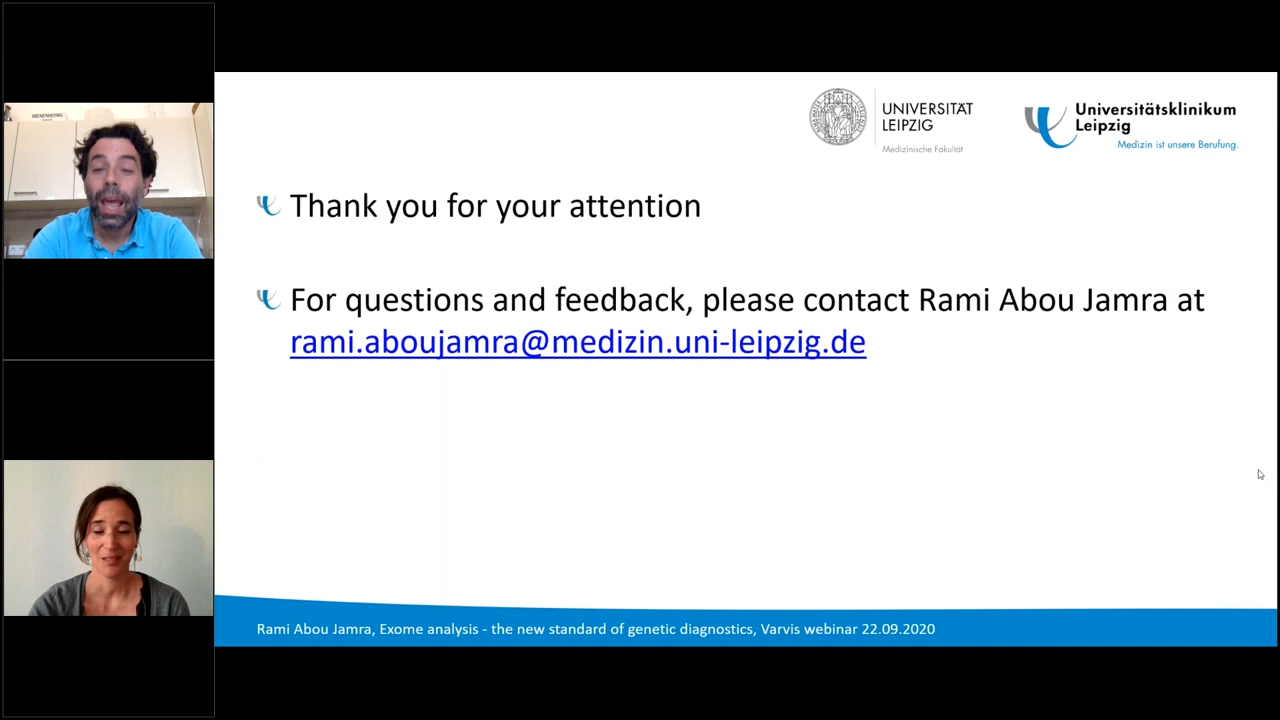 UNIVERSITÄT
LEIPZIG
Medizinische Fakultät
Universitätsklinikum
Leipzig
Medizin ist unsere Berufung.
Thank you for your attention
For questions and feedback, please contact Rami Abou Jamra at
rami.aboujamra@medizin.uni-leipzig.de
Rami Abou Jamra, Exome analysis - the new standard of genetic diagnostics, Varvis webinar 22.09.2020